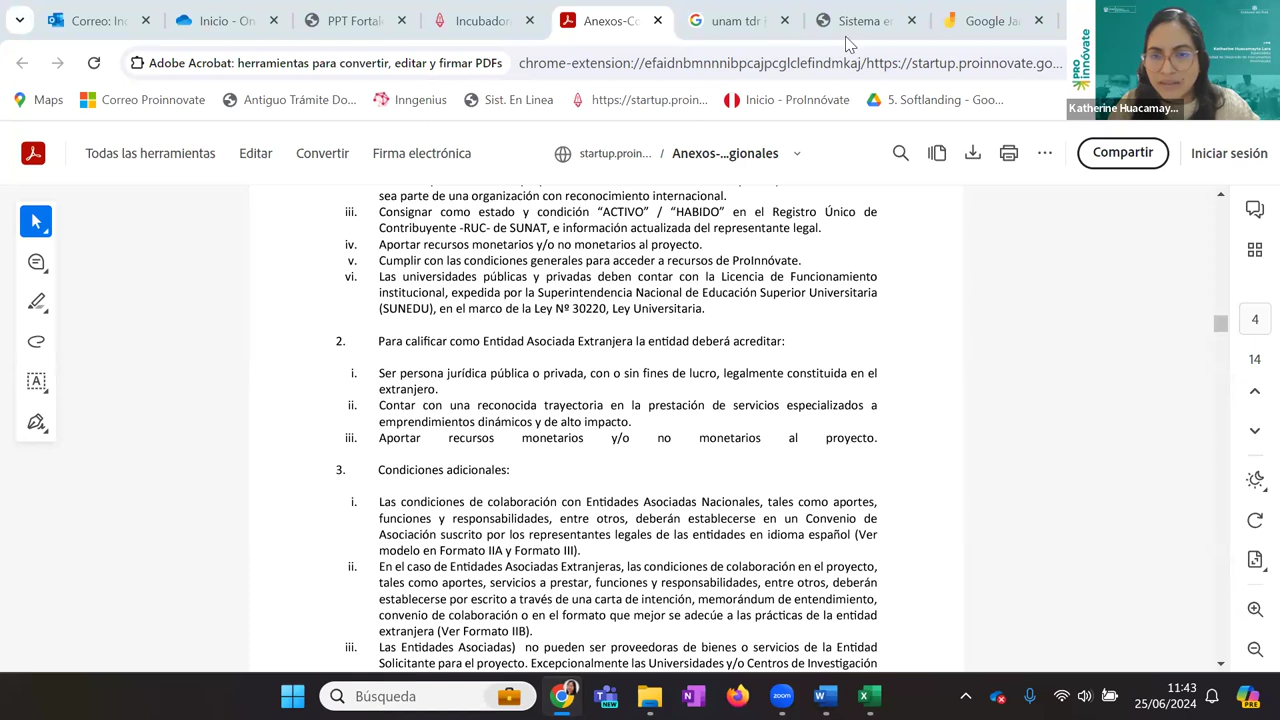 Correo: Inc
Inicio - On
PPT Fortal
Incubado
Anexos-Co
unam tdr -
Sistema en
Google Ja
Adobe Acrobat: herramientas para convertir, editar y firmar PDFs
chrome-extension://efaidnbmnnnibpcajpcglclefindmkaj/https://startup.proinnovate.go...
Maps
Correo Proinnovate
Antiguo Trámite Do...
Inngenius
Sist. En Linea
https://startup.proin...
Inicio - ProInnóvate
5. Softlanding - Goo...
PRO
innóvate
Katherine Huacamayta Lara
Katherine Huacamay...
Todas las herramientas
Editar
Convertir
Firma electrónica
startup.proin... / Anexos-...gionales
Compartir
Iniciar sesión
sea parte de una organización con reconocimiento internacional.
iii. Consignar como estado y condición “ACTIVO” / “HABIDO” en el Registro Único de
Contribuyente -RUC- de SUNAT, e información actualizada del representante legal.
iv. Aportar recursos monetarios y/o no monetarios al proyecto.
v. Cumplir con las condiciones generales para acceder a recursos de ProInnóvate.
vi. Las universidades públicas y privadas deben contar con la Licencia de Funcionamiento
institucional, expedida por la Superintendencia Nacional de Educación Superior Universitaria
(SUNEDU), en el marco de la Ley Nº 30220, Ley Universitaria.
2. Para calificar como Entidad Asociada Extranjera la entidad deberá acreditar:
i. Ser persona jurídica pública o privada, con o sin fines de lucro, legalmente constituida en el
extranjero.
ii. Contar con una reconocida trayectoria en la prestación de servicios especializados a
emprendimientos dinámicos y de alto impacto.
iii. Aportar recursos monetarios y/o no monetarios al proyecto.
3. Condiciones adicionales:
i. Las condiciones de colaboración con Entidades Asociadas Nacionales, tales como aportes,
funciones y responsabilidades, entre otros, deberán establecerse en un Convenio de
Asociación suscrito por los representantes legales de las entidades en idioma español (Ver
modelo en Formato IIA y Formato III).
ii. En el caso de Entidades Asociadas Extranjeras, las condiciones de colaboración en el proyecto,
tales como aportes, servicios a prestar, funciones y responsabilidades, entre otros, deberán
establecerse por escrito a través de una carta de intención, memorándum de entendimiento,
convenio de colaboración o en el formato que mejor se adecúe a las prácticas de la entidad
extranjera (Ver Formato IIB).
iii. Las Entidades Asociadas) no pueden ser proveedoras de bienes o servicios de la Entidad
Solicitante para el proyecto. Excepcionalmente las Universidades y/o Centros de Investigación
4
14
Búsqueda
NEW
zoom
11:43
25/06/2024
PRE